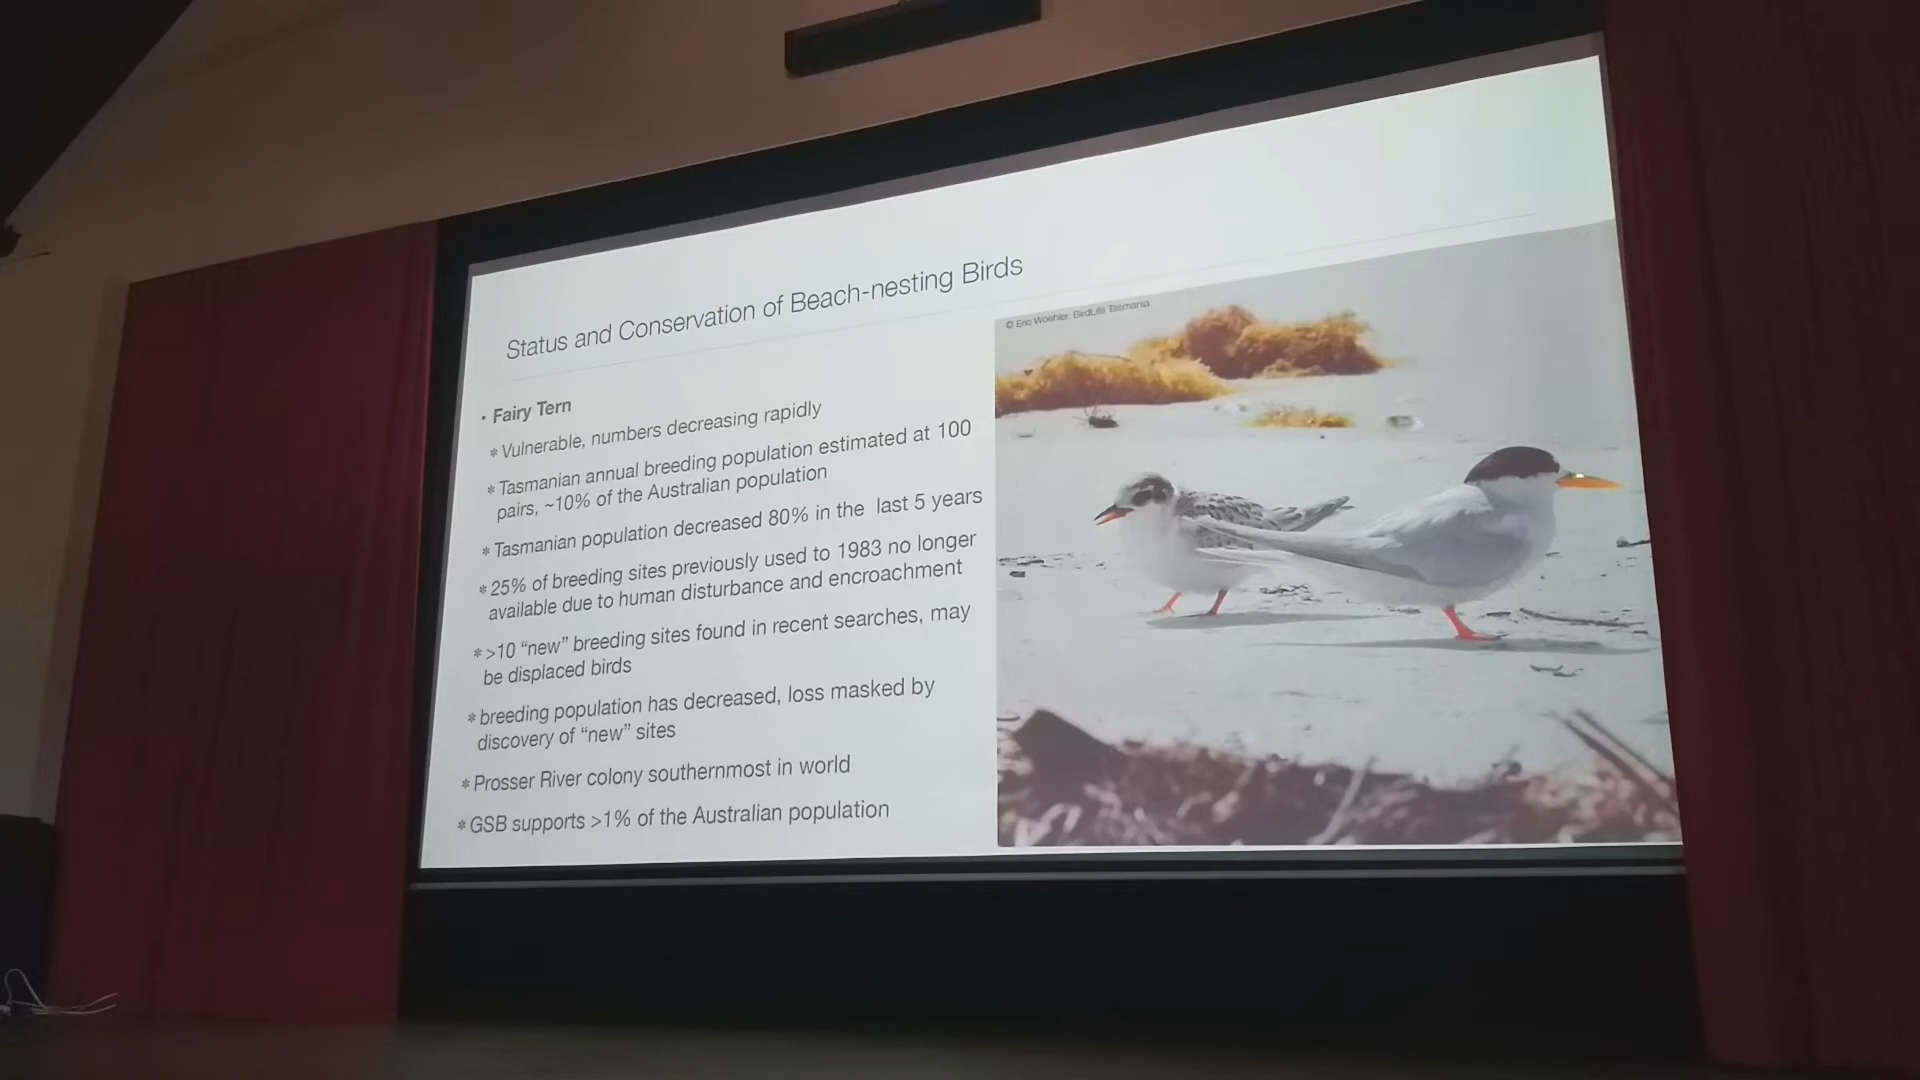 Status and Conservation of Beach-nesting Birds
© Eric Woehler. BirdLife Tasmania
• Fairy Tern
* Vulnerable, numbers decreasing rapidly
* Tasmanian annual breeding population estimated at 100
pairs, ~10% of the Australian population
* Tasmanian population decreased 80% in the last 5 years
* 25% of breeding sites previously used to 1983 no longer
available due to human disturbance and encroachment
* >10 “new” breeding sites found in recent searches, may
be displaced birds
* breeding population has decreased, loss masked by
discovery of “new” sites
* Prosser River colony southernmost in world
* GSB supports >1% of the Australian population